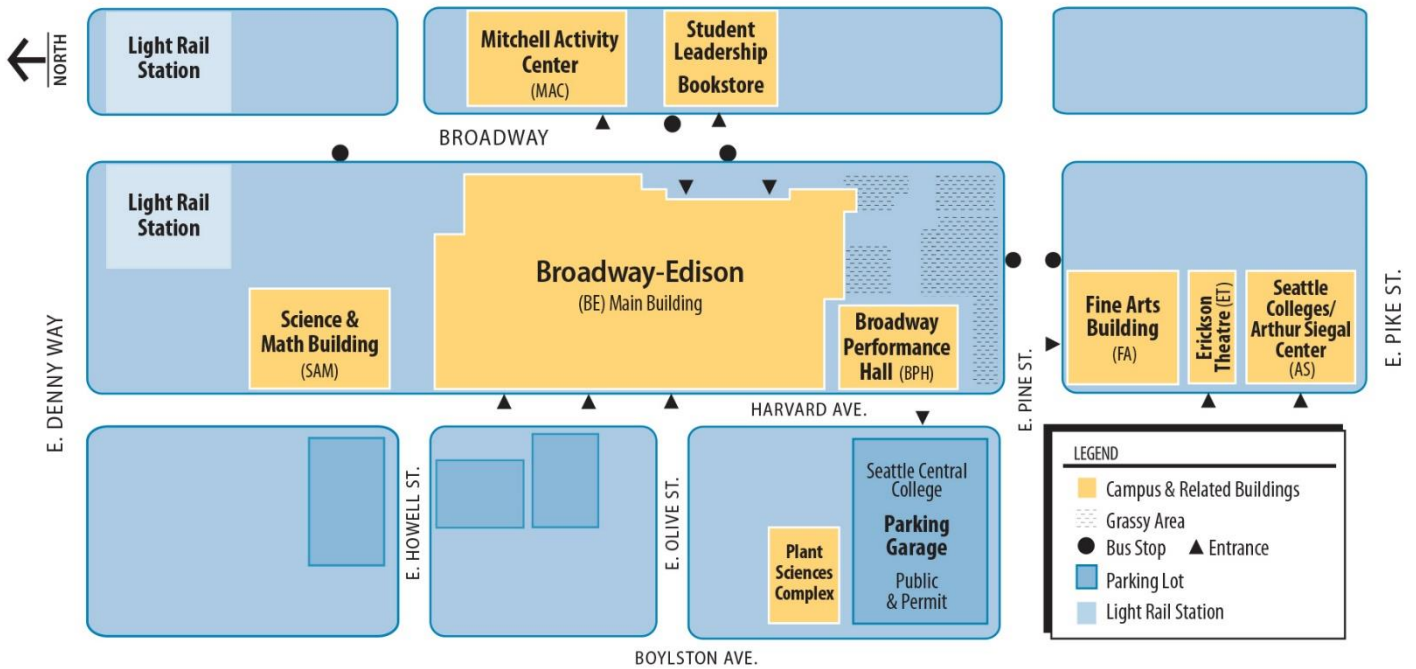 NORTH
Light Rail
Station
Mitchell Activity
Center
(MAC)
Student
Leadership
Bookstore
BROADWAY
Light Rail
Station
Science &
Math Building
(SAM)
Broadway-Edison
(BE) Main Building
Broadway
Performance
Hall (BPH)
Fine Arts
Building
(FA)
Erickson
Theatre (ET)
Seattle
Colleges/
Arthur Siegal
Center
(AS)
E. DENNY WAY
E. PINE ST.
E. PIKE ST.
HARVARD AVE.
E. HOWELL ST.
E. OLIVE ST.
Plant
Sciences
Complex
Seattle Central
College
Parking
Garage
Public
& Permit
BOYLSTON AVE.
LEGEND
Campus & Related Buildings
Grassy Area
Bus Stop Entrance
Parking Lot
Light Rail Station